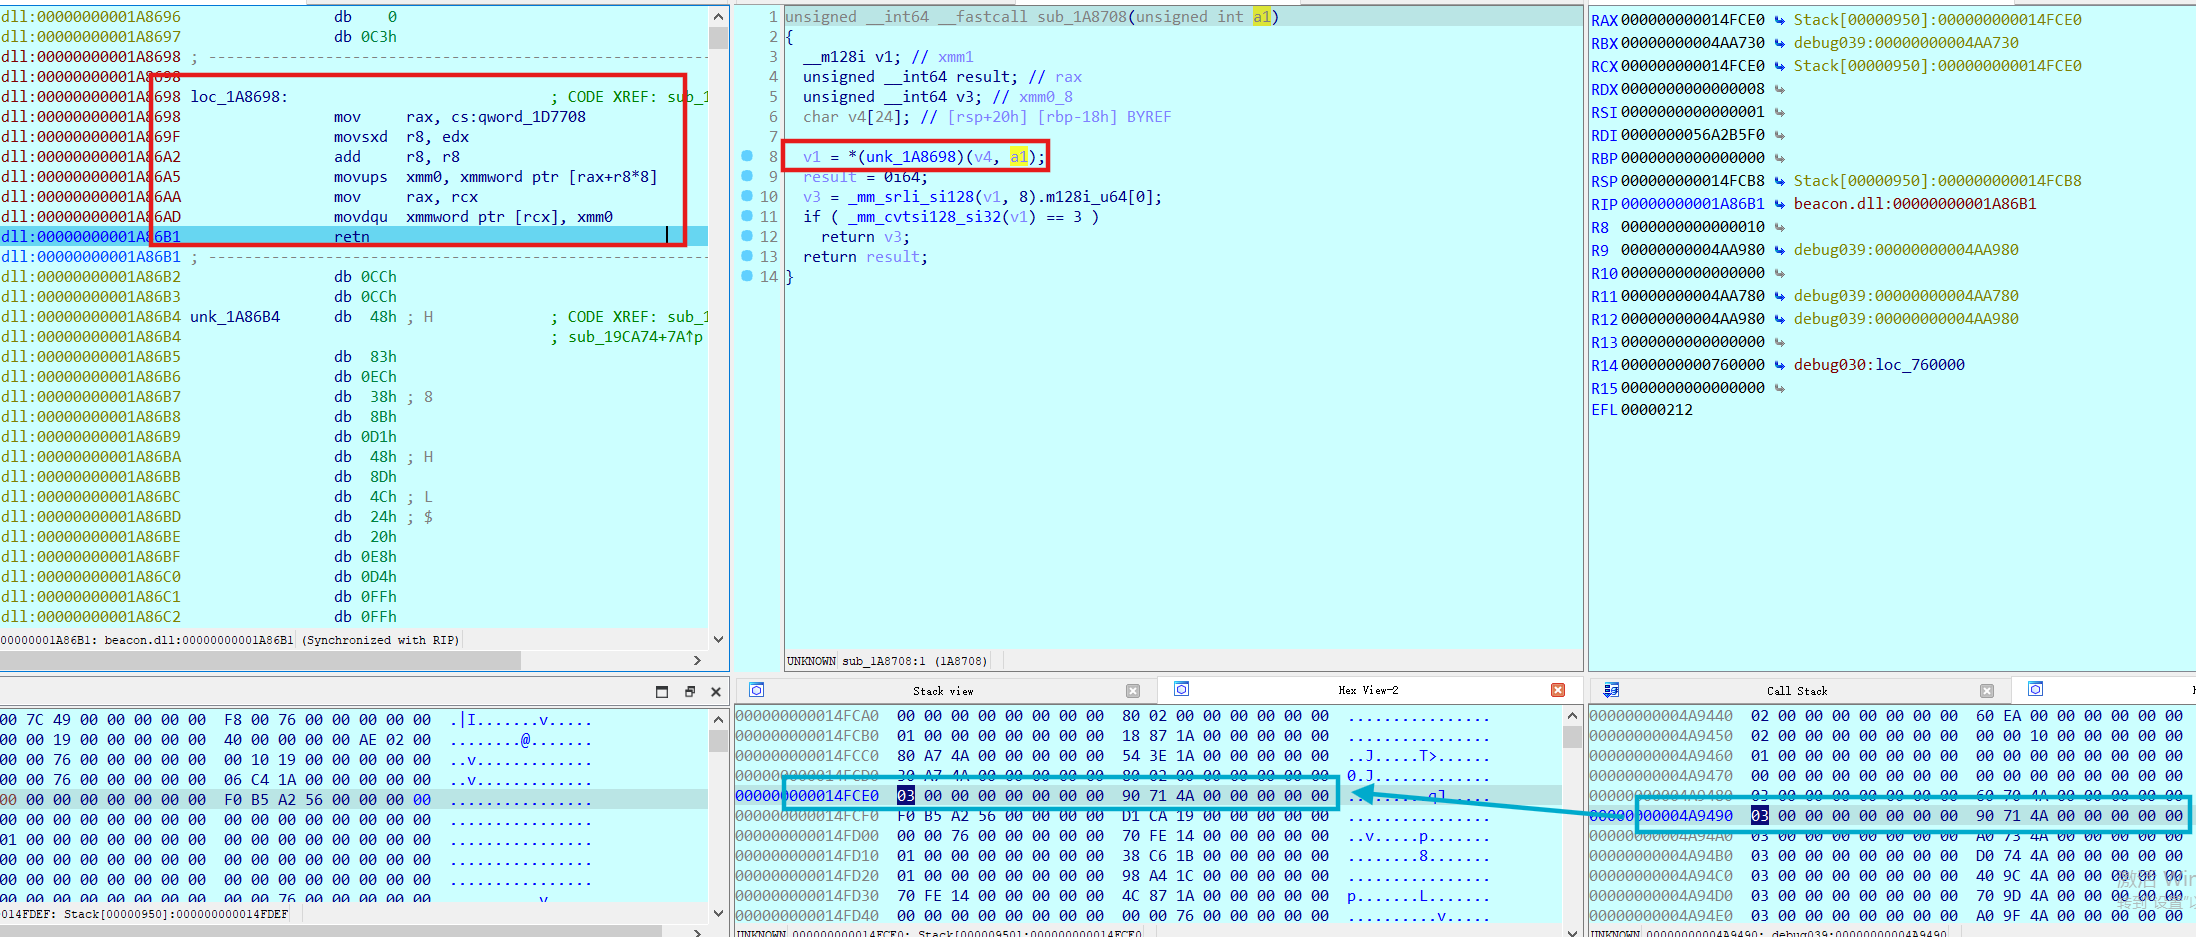 dll:00000000001A8696 db 0
dll:00000000001A8697 db 0C3h
dll:00000000001A8698 ; ---------------------------------------------------------
dll:00000000001A8698
dll:00000000001A8698 loc_1A8698: ; CODE XREF: sub_1
dll:00000000001A8698 mov rax, cs:qword_1D7708
dll:00000000001A869F movsxd r8, edx
dll:00000000001A86A2 add r8, r8
dll:00000000001A86A5 movups xmm0, xmmword ptr [rax+r8*8]
dll:00000000001A86AA mov rax, rcx
dll:00000000001A86AD movdqu xmmword ptr [rcx], xmm0
dll:00000000001A86B1 retn
dll:00000000001A86B1 ; ---------------------------------------------------------
dll:00000000001A86B2 db 0CCh
dll:00000000001A86B3 db 0CCh
dll:00000000001A86B4 unk_1A86B4 db 48h ; H ; CODE XREF: sub_1
dll:00000000001A86B4 ; sub_19CA74+7A↑p
dll:00000000001A86B5 db 83h
dll:00000000001A86B6 db 0ECh
dll:00000000001A86B7 db 38h ; 8
dll:00000000001A86B8 db 8Bh
dll:00000000001A86B9 db 0D1h
dll:00000000001A86BA db 48h ; H
dll:00000000001A86BB db 8Dh
dll:00000000001A86BC db 4Ch ; L
dll:00000000001A86BD db 24h ; $
dll:00000000001A86BE db 20h
dll:00000000001A86BF db 0E8h
dll:00000000001A86C0 db 0D4h
dll:00000000001A86C1 db 0FFh
dll:00000000001A86C2 db 0FFh
00000001A86B1: beacon.dll:00000000001A86B1 (Synchronized with RIP)
1 unsigned __int64 __fastcall sub_1A8708(unsigned int a1)
2 {
3 __m128i v1; // xmm1
4 unsigned __int64 result; // rax
5 unsigned __int64 v3; // xmm0_8
6 char v4[24]; // [rsp+20h] [rbp-18h] BYREF
7
8 v1 = *(unk_1A8698)(v4, a1);
9 result = 0i64;
10 v3 = _mm_srli_si128(v1, 8).m128i_u64[0];
11 if ( _mm_cvtsi128_si32(v1) == 3 )
12 return v3;
13 return result;
14 }
UNKNOWN sub_1A8708:1 (1A8708)
RAX 000000000014FCE0 Stack[00000950]:000000000014FCE0
RBX 00000000004AA730 debug039:00000000004AA730
RCX 000000000014FCE0 Stack[00000950]:000000000014FCE0
RDX 0000000000000008
RSI 0000000000000001
RDI 0000000056A2B5F0
RBP 0000000000000000
RSP 000000000014FCB8 Stack[00000950]:000000000014FCB8
RIP 00000000001A86B1 beacon.dll:00000000001A86B1
R8 0000000000000010
R9 00000000004AA980 debug039:00000000004AA980
R10 0000000000000000
R11 00000000004AA780 debug039:00000000004AA780
R12 00000000004AA980 debug039:00000000004AA980
R13 0000000000000000
R14 0000000000760000 debug030:loc_760000
R15 0000000000000000
EFL 00000212
00 7C 49 00 00 00 00 00 F8 00 76 00 00 00 00 00 .|I.......v.....
00 00 19 00 00 00 00 00 40 00 00 00 00 AE 02 00 ........@.......
00 00 76 00 00 00 00 00 00 10 19 00 00 00 00 00 ..v.............
00 00 76 00 00 00 00 00 06 C4 1A 00 00 00 00 00 ..v.............
00 00 00 00 00 00 00 00 F0 B5 A2 56 00 00 00 00 ................
00 00 00 00 00 00 00 00 00 00 00 00 00 00 00 00 ................
01 00 00 00 00 00 00 00 00 00 00 00 00 00 00 00 ................
00 00 00 00 00 00 00 00 00 00 00 00 00 00 00 00 ................
00 00 00 00 00 00 00 00 00 00 00 00 00 00 00 00 ................
00 00 00 00 00 00 00 00 00 00 76 00 00 00 00 00 ..........v.....
014FDEF: Stack[00000950]:000000000014FDEF
Stack view
Hex View-2
000000000014FCA0 00 00 00 00 00 00 00 00 80 02 00 00 00 00 00 00 ................
000000000014FCB0 01 00 00 00 00 00 00 00 18 87 1A 00 00 00 00 00 ................
000000000014FCC0 80 A7 4A 00 00 00 00 00 54 3E 1A 00 00 00 00 00 ..J.....T>......
000000000014FCD0 30 A7 4A 00 00 00 00 00 80 02 00 00 00 00 00 00 0.J.............
000000000014FCE0 03 00 00 00 00 00 00 00 90 71 4A 00 00 00 00 00 .........qJ.....
000000000014FCF0 F0 B5 A2 56 00 00 00 00 D1 CA 19 00 00 00 00 00 ................
000000000014FD00 00 00 76 00 00 00 00 00 70 FE 14 00 00 00 00 00 ..v.....p.......
000000000014FD10 01 00 00 00 00 00 00 00 38 C6 1B 00 00 00 00 00 ........8.......
000000000014FD20 01 00 00 00 00 00 00 00 98 A4 1C 00 00 00 00 00 ................
000000000014FD30 70 FE 14 00 00 00 00 00 4C 87 1A 00 00 00 00 00 p.......L.......
000000000014FD40 00 00 00 00 00 00 00 00 00 00 76 00 00 00 00 00 ..........v.....
UNKNOWN 000000000014FCE0: Stack[00000950]:000000000014FCE0
Call Stack
00000000004A9440 02 00 00 00 00 00 00 00 60 EA 00 00 00 00 00 00
00000000004A9450 02 00 00 00 00 00 00 00 00 00 10 00 00 00 00 00
00000000004A9460 01 00 00 00 00 00 00 00 00 00 00 00 00 00 00 00
00000000004A9470 00 00 00 00 00 00 00 00 00 00 00 00 00 00 00 00
00000000004A9480 03 00 00 00 00 00 00 00 60 70 4A 00 00 00 00 00
00000000004A9490 03 00 00 00 00 00 00 00 90 71 4A 00 00 00 00 00
00000000004A94A0 03 00 00 00 00 00 00 00 A0 73 4A 00 00 00 00 00
00000000004A94B0 03 00 00 00 00 00 00 00 D0 74 4A 00 00 00 00 00
00000000004A94C0 03 00 00 00 00 00 00 00 40 9C 4A 00 00 00 00 00
00000000004A94D0 03 00 00 00 00 00 00 00 70 9D 4A 00 00 00 00 00
00000000004A94E0 03 00 00 00 00 00 00 00 A0 9F 4A 00 00 00 00 00
UNKNOWN 00000000004A9490: debug039:00000000004A9490
激活 Win
转到"设置"以